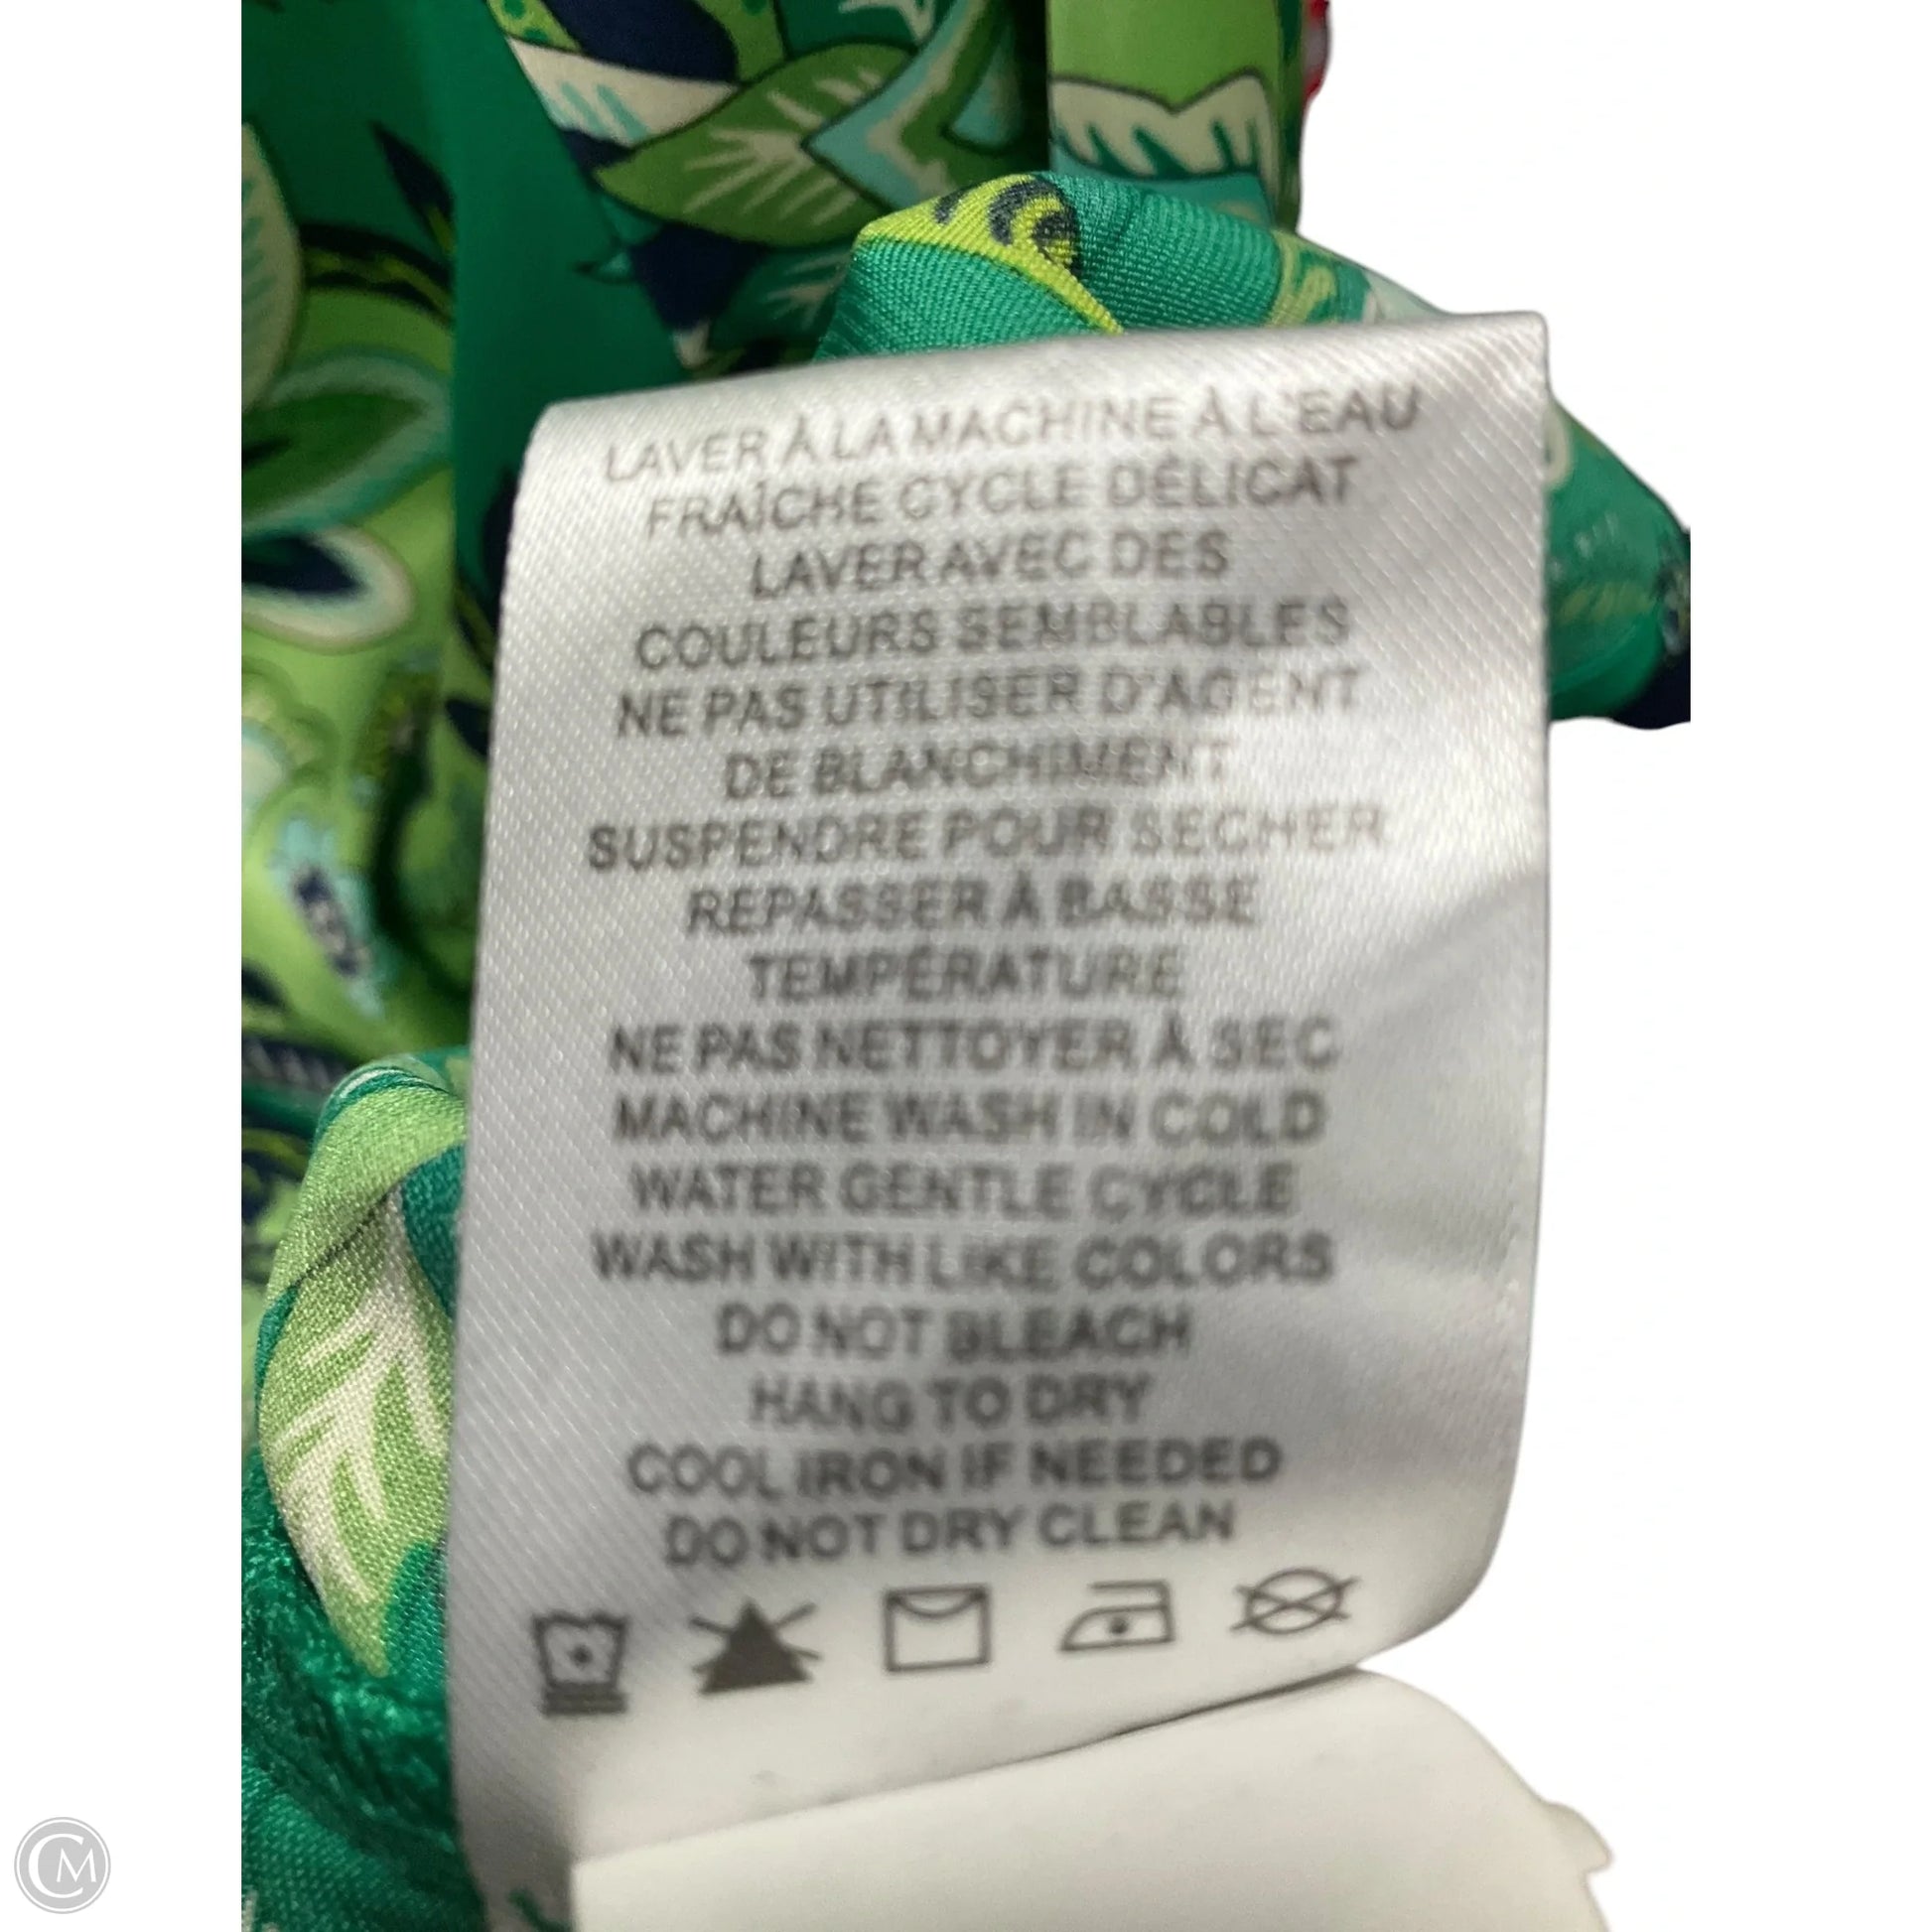 LAVER À LA MACHINE À L'EAU
FRAÎCHE CYCLE DÉLICAT
LAVER AVEC DES
COULEURS SEMBLABLES
NE PAS UTILISER D'AGENT
DE BLANCHIMENT
SUSPENDRE POUR SECHER
REPASSER À BASSE
TEMPÉRATURE
NE PAS NETTOYER À SEC
MACHINE WASH IN COLD
WATER GENTLE CYCLE
WASH WITH LIKE COLORS
DO NOT BLEACH
HANG TO DRY
COOL IRON IF NEEDED
DO NOT DRY CLEAN
CM